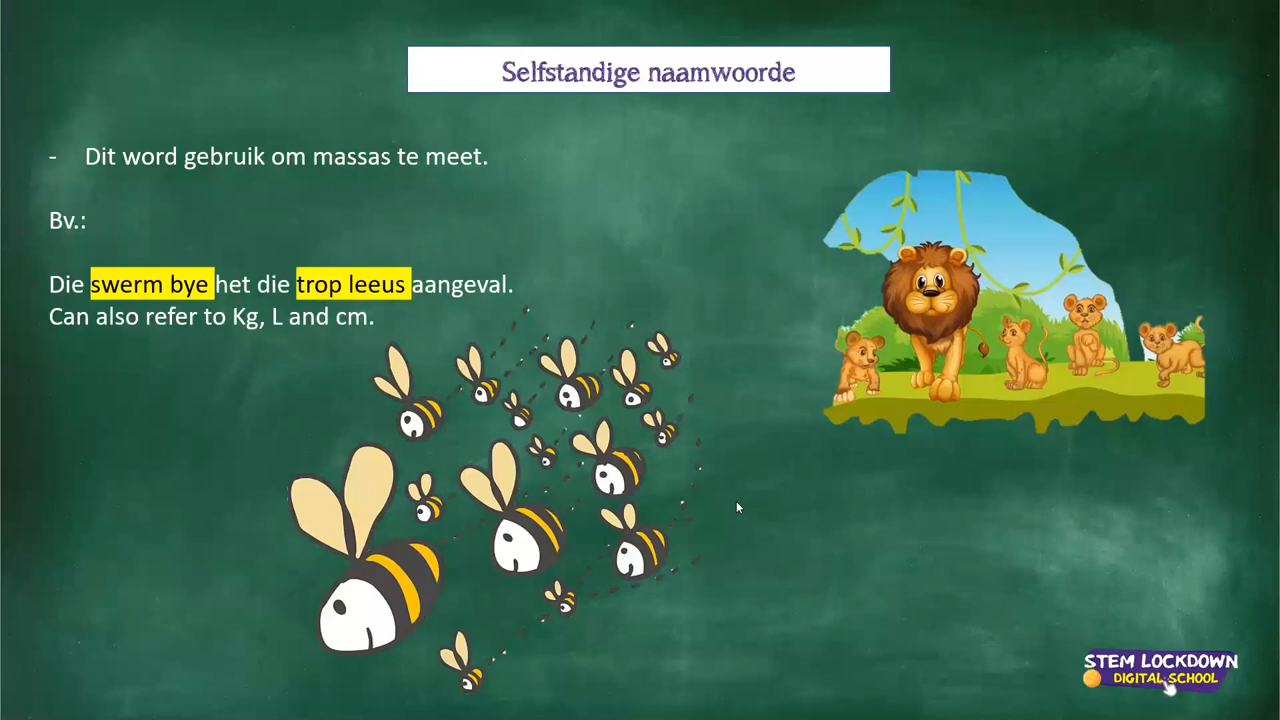 Selfstandige naamwoorde
- Dit word gebruik om massas te meet.
Bv.:
Die swerm bye het die trop leeus aangeval.
Can also refer to Kg, L and cm.
STEM LOCKDOWN
DIGITAL SCHOOL